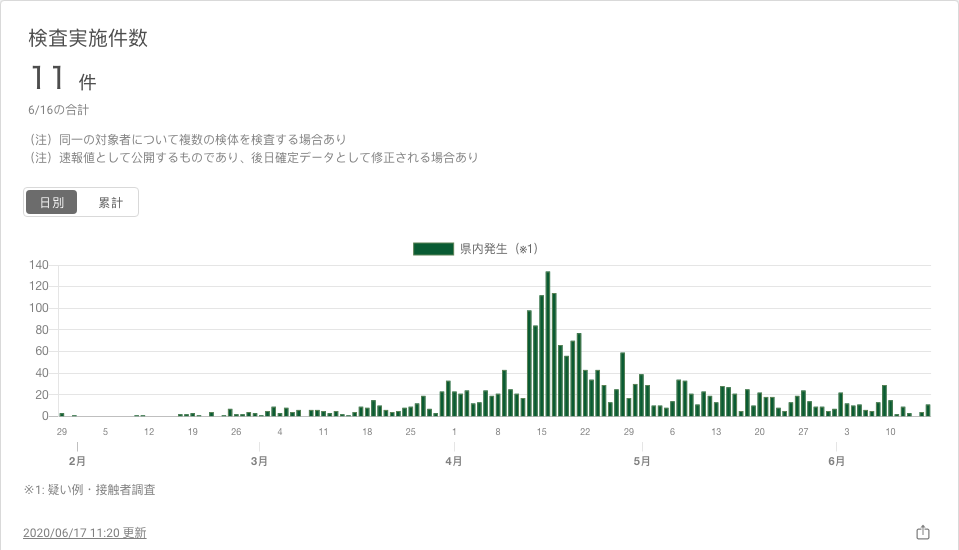 検査実施件数
11 件
6/16の合計
（注）同一の対象者について複数の検体を検査する場合あり
（注）速報値として公開するものであり、後日確定データとして修正される場合あり
日別 累計
県内発生（※1）
140
120
100
80
60
40
20
0
29 5 12 19 26 4 11 18 25 1 8 15 22 29 6 13 20 27 3 10
2月 3月 4月 5月 6月
※1: 疑い例・接触者調査
2020/06/17 11:20 更新